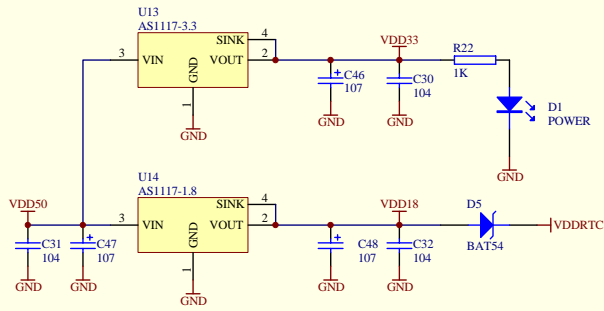 U13
AS1117-3.3
SINK 4
3 VIN VOUT 2
GND
1
GND
VDD33
C46
107
GND
C30
104
GND
R22
1K
D1
POWER
GND
U14
AS1117-1.8
SINK 4
3 VIN VOUT 2
GND
1
GND
VDD50
C31
104
GND
C47
107
GND
C48
107
GND
VDD18
C32
104
GND
D5
BAT54
VDDRTC